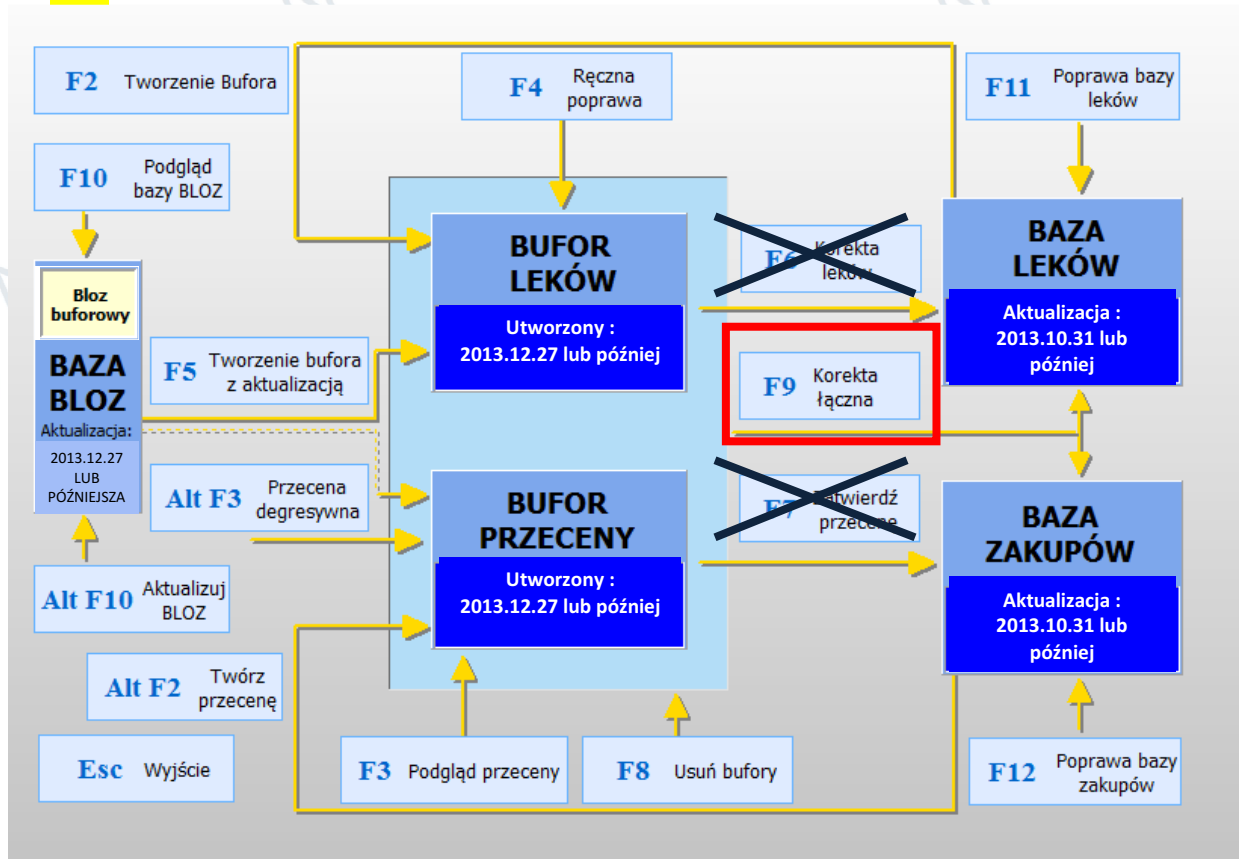 F2 Tworzenie Bufora
F4 Ręczna
poprawa
F11 Poprawa bazy
leków
F10 Podgląd
bazy BLOZ
Bloz
buforowy
BAZA
BLOZ
Aktualizacja:
2013.12.27
LUB
PÓŹNIEJSZA
F5 Tworzenie bufora
z aktualizacją
Alt F3 Przecena
degresywna
Alt F10 Aktualizuj
BLOZ
Alt F2 Twórz
przecenę
Esc Wyjście
BUFOR
LEKÓW
Utworzony :
2013.12.27 lub później
BUFOR
PRZECENY
Utworzony :
2013.12.27 lub później
F3 Podgląd przeceny
F8 Usuń bufory
F6 Korekta
leków
F9 Korekta
łączna
F7 Zatwierdź
przecenę
BAZA
LEKÓW
Aktualizacja :
2013.10.31 lub
później
BAZA
ZAKUPÓW
Aktualizacja :
2013.10.31 lub
później
F12 Poprawa bazy
zakupów